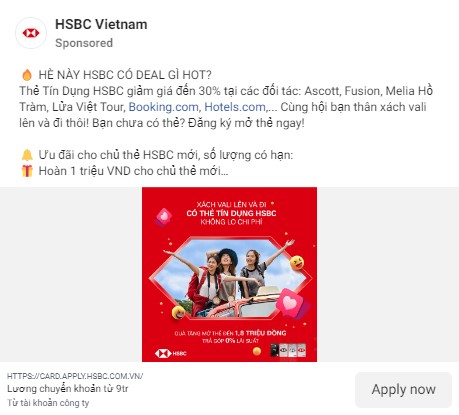 HSBC Vietnam
Sponsored
🔥 HÈ NÀY HSBC CÓ DEAL GÌ HOT?
Thẻ Tín Dụng HSBC giảm giá đến 30% tại các đối tác: Ascott, Fusion, Melia Hồ
Tràm, Lửa Việt Tour, Booking.com, Hotels.com,... Cùng hội bạn thân xách vali
lên và đi thôi! Bạn chưa có thẻ? Đăng ký mở thẻ ngay!
🔔 Ưu đãi cho chủ thẻ HSBC mới, số lượng có hạn:
🎁 Hoàn 1 triệu VND cho chủ thẻ mới...
XÁCH VALI LÊN VÀ ĐI
CÓ THẺ TÍN DỤNG HSBC
KHÔNG LO CHI PHÍ
QUÀ TẶNG MỞ THẺ ĐẾN 1,8 TRIỆU ĐỒNG
TRẢ GÓP 0% LÃI SUẤT
HSBC
HTTPS://CARD.APPLY.HSBC.COM.VN/
Lương chuyển khoản từ 9tr
Từ tài khoản công ty
Apply now